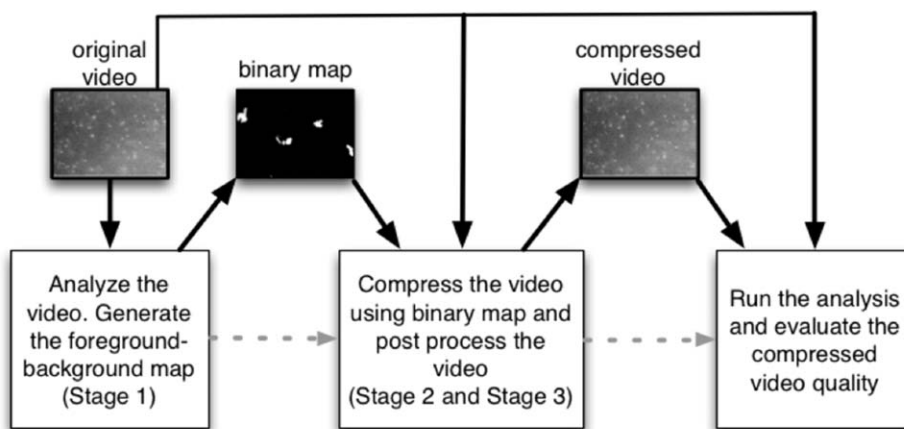 original
video
binary map
compressed
video
Analyze the
video. Generate
the foreground-
background map
(Stage 1)
Compress the video
using binary map and
post process the
video
(Stage 2 and Stage 3)
Run the analysis
and evaluate the
compressed
video quality